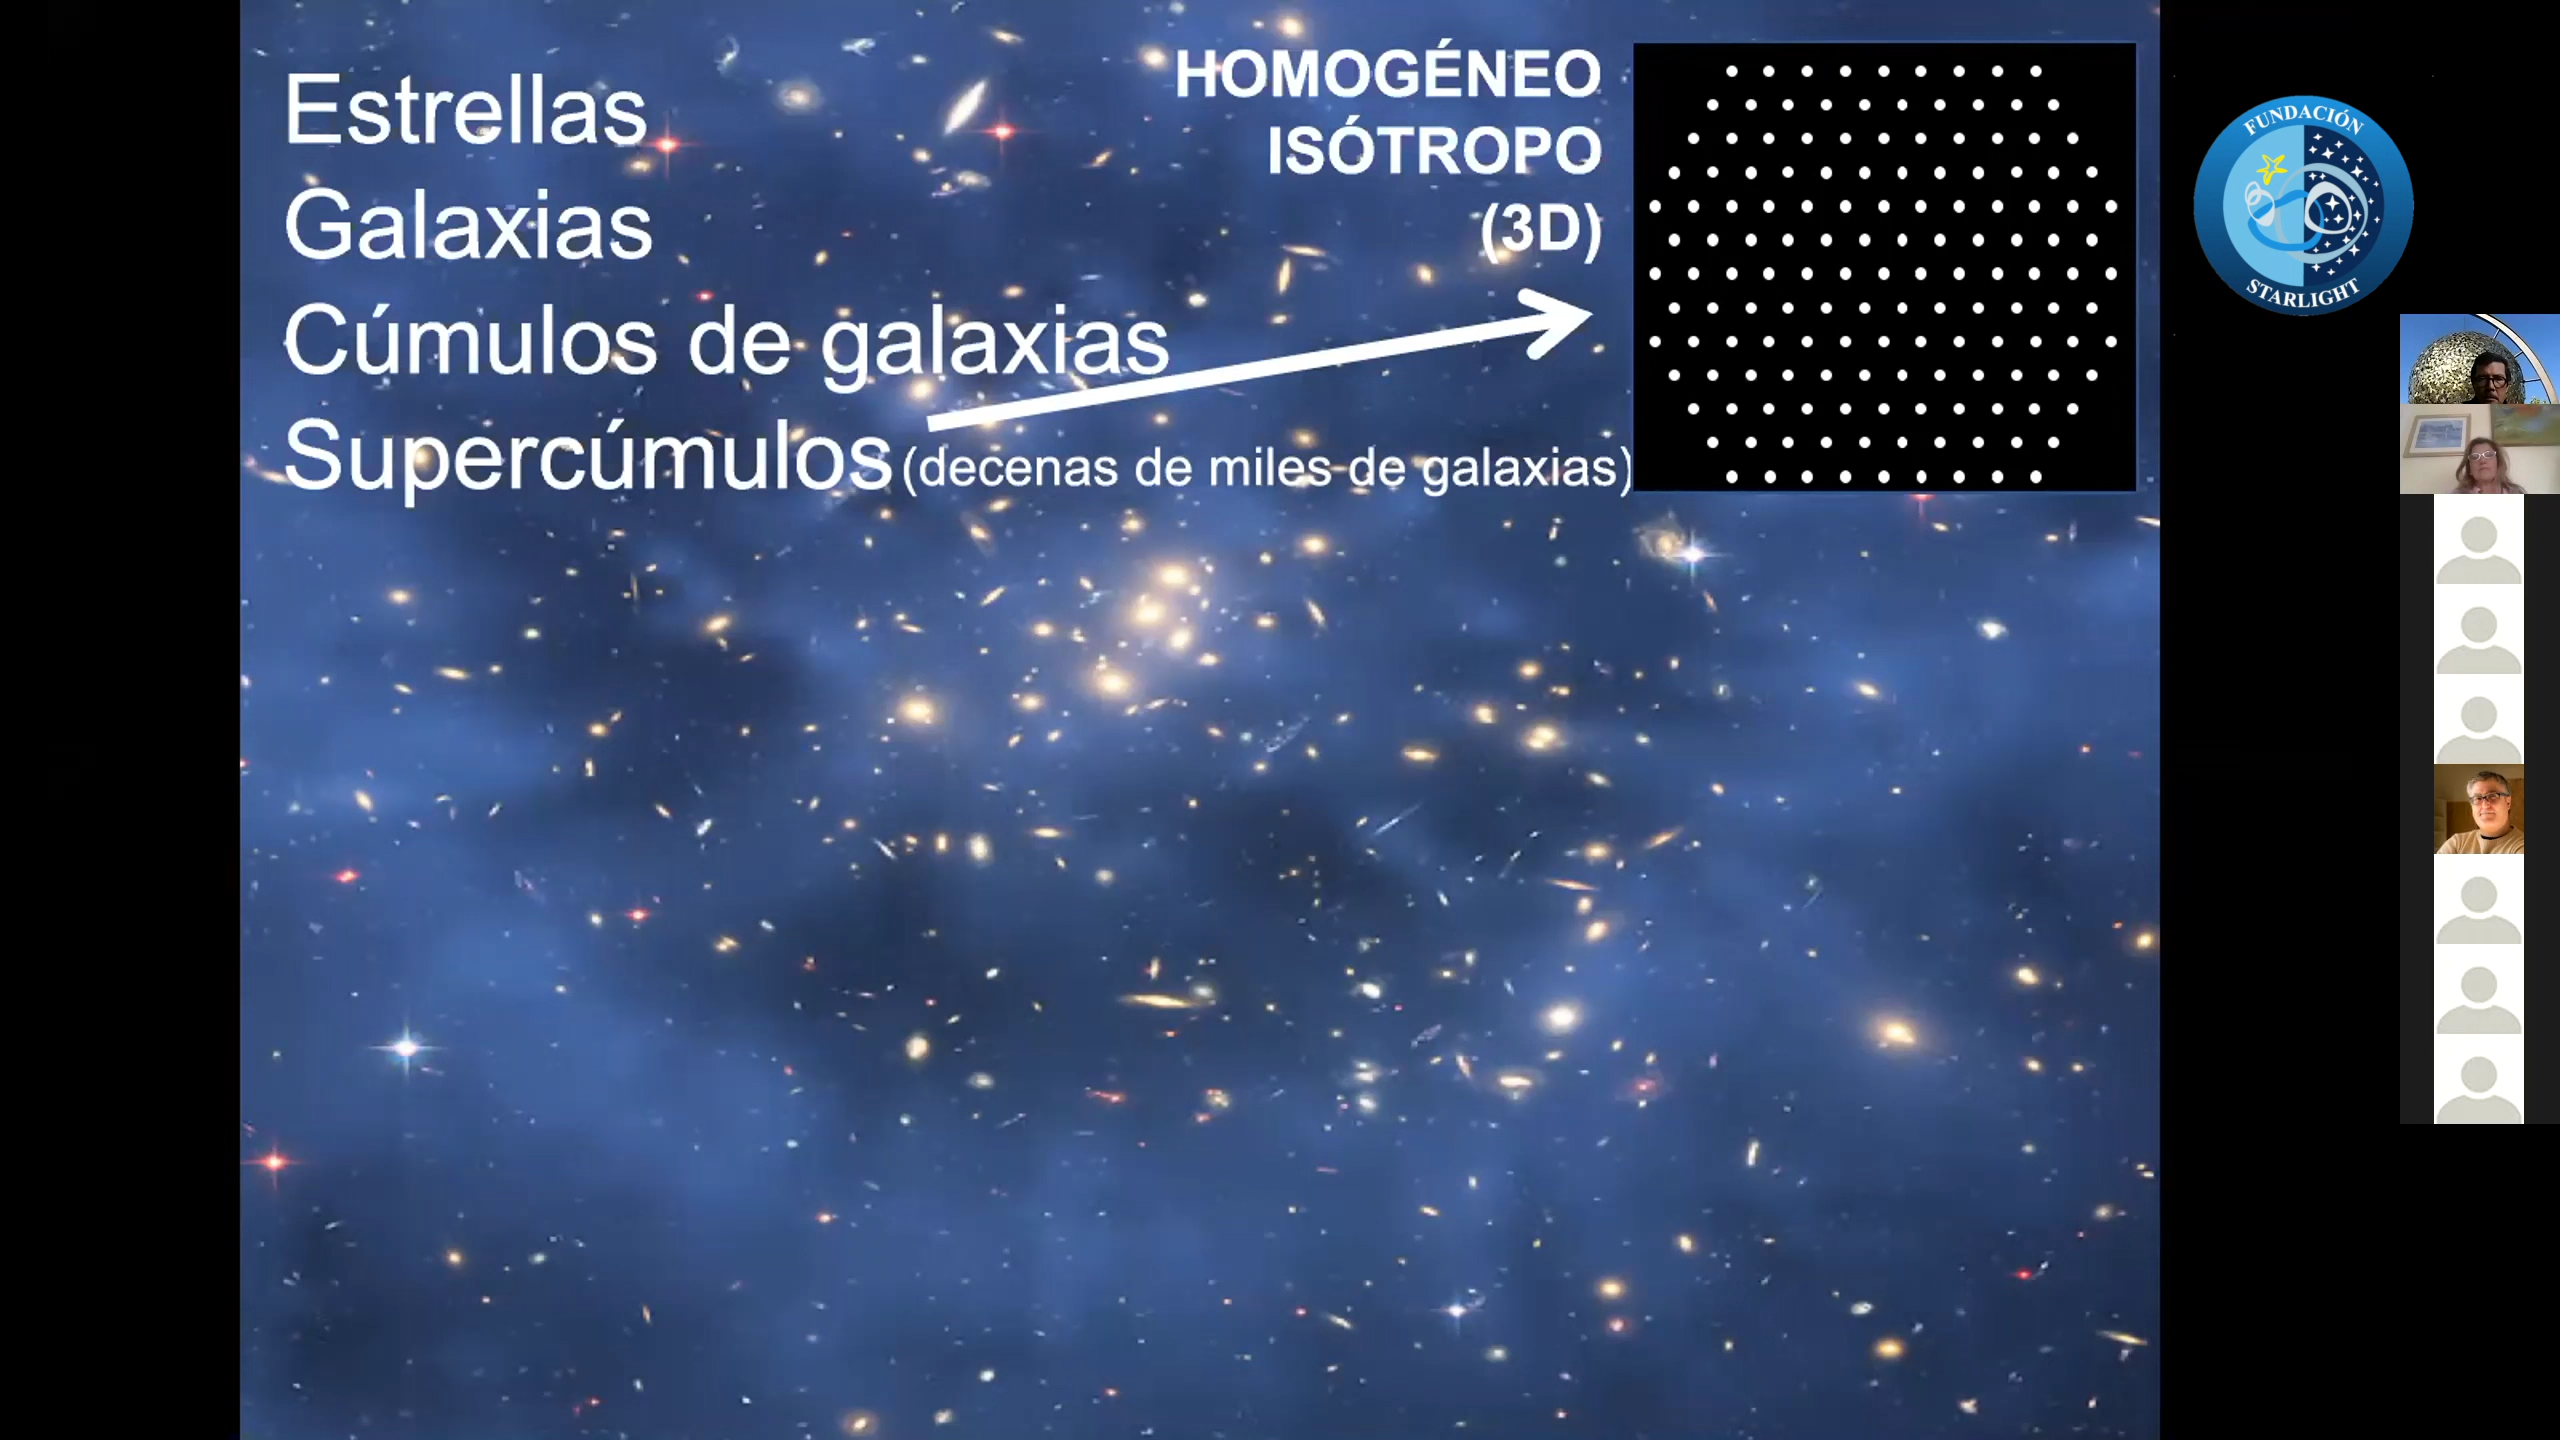 Estrellas
Galaxias
Cúmulos de galaxias
Supercúmulos (decenas de miles de galaxias)
HOMOGÉNEO
ISÓTROPO
(3D)
FUNDACIÓN
STARLIGHT